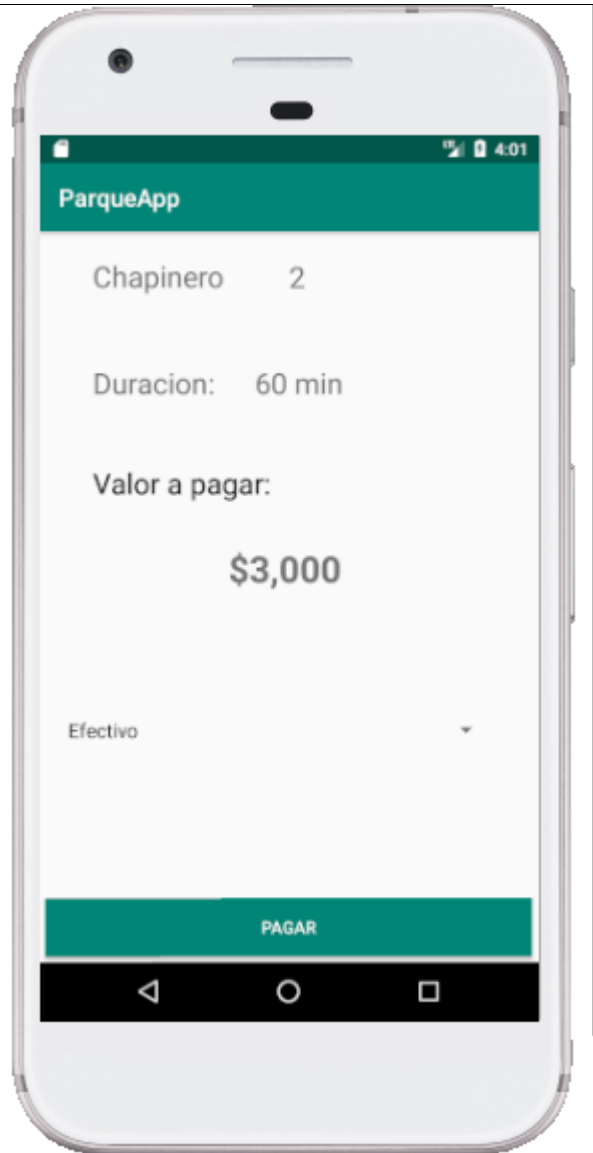 4:01
ParqueApp
Chapinero 2
Duracion: 60 min
Valor a pagar:
$3,000
Efectivo
PAGAR